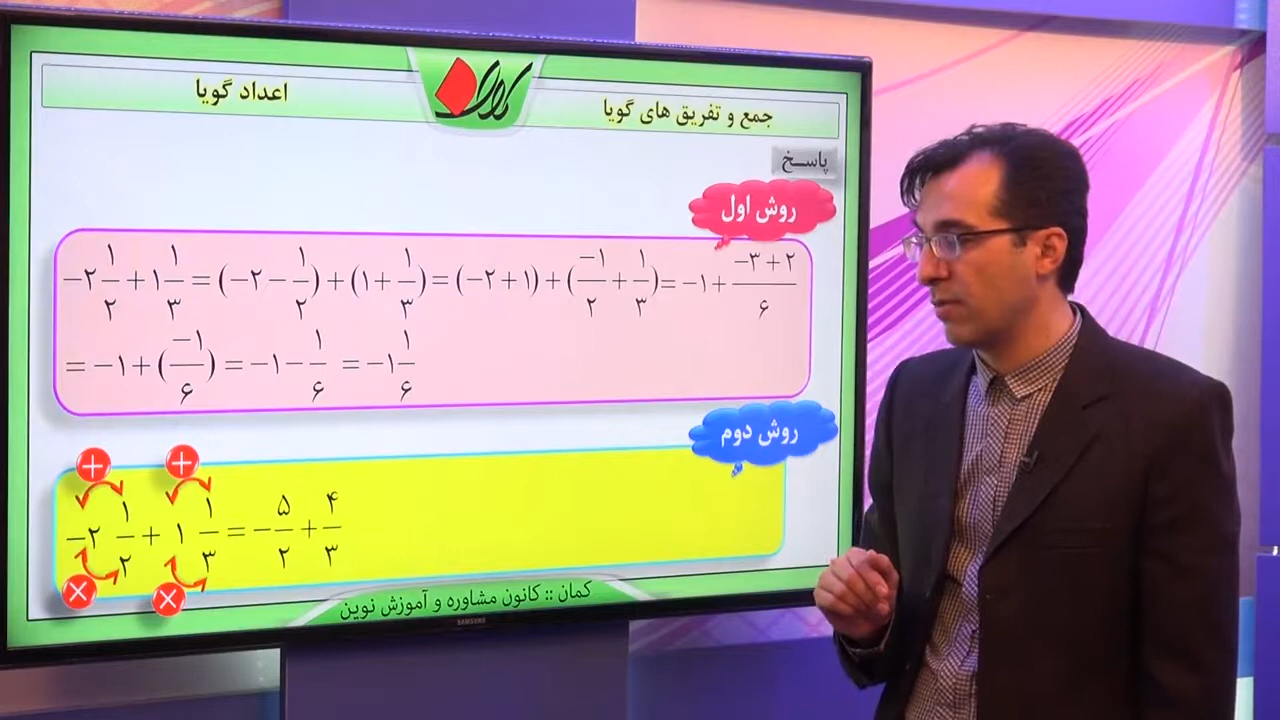 جمع و تفریق های گویا
اعداد گویا
کمان
پاسخ
روش اول
−۲ ۱/۲ + ۱ ۱/۳ = (−۲ − ۱/۲) + (۱ + ۱/۳) = (−۲+۱) + (−۱/۲ + ۱/۳) = −۱ + (−۳+۲)/۶
= −۱ + (−۱/۶) = −۱ − ۱/۶ = −۱ ۱/۶
روش دوم
+ +
−۲ ۱/۲ + ۱ ۱/۳ = −۵/۲ + ۴/۳
× ×
کمان :: کانون مشاوره و آموزش نوین
SAMSUNG